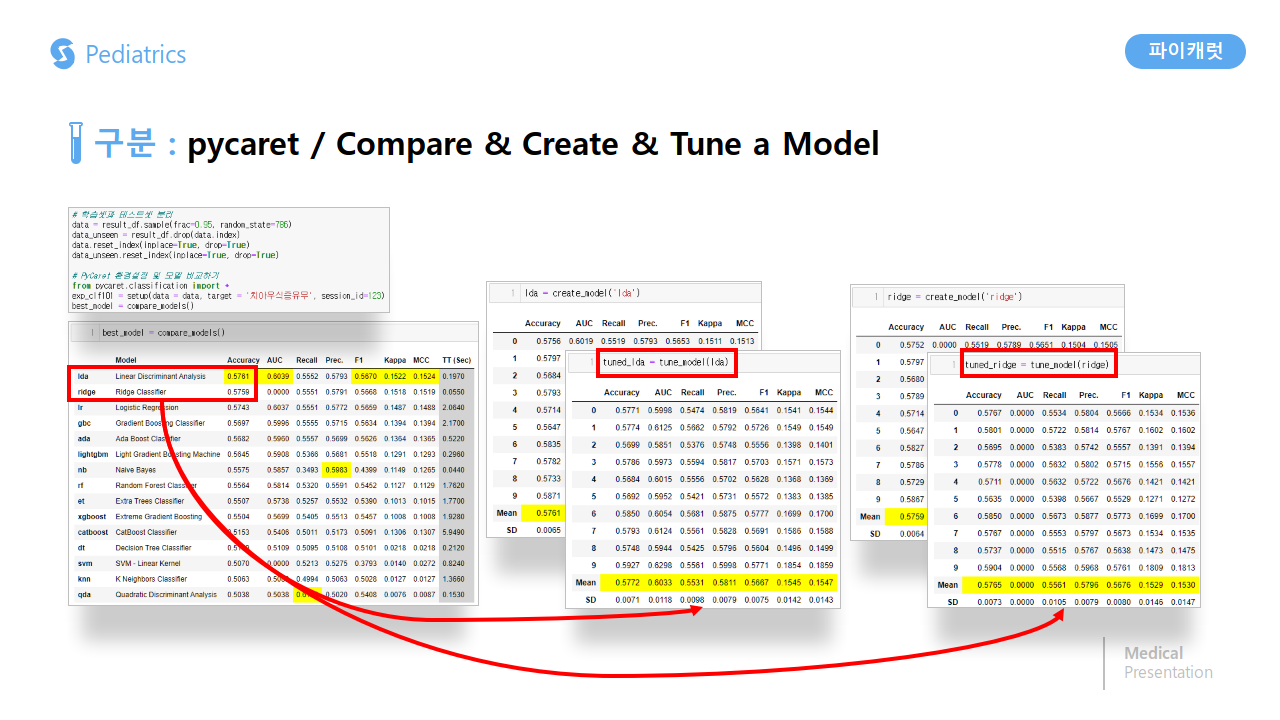 Pediatrics
파이캐럿
구분 : pycaret / Compare & Create & Tune a Model
# 학습셋과 테스트셋 분리
data = result_df.sample(frac=0.95, random_state=786)
data_unseen = result_df.drop(data.index)
data.reset_index(inplace=True, drop=True)
data_unseen.reset_index(inplace=True, drop=True)
# PyCaret 환경설정 및 모델 비교하기
from pycaret.classification import *
exp_clf101 = setup(data = data, target = '치아우식증유무', session_id=123)
best_model = compare_models()
1 best_model = compare_models()
Model Accuracy AUC Recall Prec. F1 Kappa MCC TT (Sec)
lda Linear Discriminant Analysis 0.5761 0.6039 0.5552 0.5793 0.5670 0.1522 0.1524 0.1970
ridge Ridge Classifier 0.5759 0.0000 0.5551 0.5791 0.5668 0.1518 0.1519 0.0550
lr Logistic Regression 0.5743 0.6037 0.5551 0.5772 0.5659 0.1487 0.1488 2.0640
gbc Gradient Boosting Classifier 0.5697 0.5996 0.5555 0.5715 0.5634 0.1394 0.1394 2.1700
ada Ada Boost Classifier 0.5682 0.5960 0.5557 0.5699 0.5626 0.1364 0.1365 0.5220
lightgbm Light Gradient Boosting Machine 0.5645 0.5908 0.5366 0.5681 0.5518 0.1291 0.1293 0.2960
nb Naive Bayes 0.5575 0.5857 0.3493 0.5983 0.4399 0.1149 0.1265 0.0440
rf Random Forest Classifier 0.5564 0.5814 0.5320 0.5591 0.5452 0.1127 0.1129 1.7620
et Extra Trees Classifier 0.5507 0.5738 0.5257 0.5532 0.5390 0.1013 0.1015 1.7700
xgboost Extreme Gradient Boosting 0.5504 0.5699 0.5405 0.5513 0.5457 0.1008 0.1008 1.9280
catboost CatBoost Classifier 0.5153 0.5406 0.5011 0.5173 0.5091 0.1306 0.1307 5.9490
dt Decision Tree Classifier 0.5109 0.5095 0.5108 0.5101 0.0218 0.0218 0.2120
svm SVM - Linear Kernel 0.5070 0.0000 0.5213 0.5275 0.3793 0.0140 0.0272 0.8240
knn K Neighbors Classifier 0.5063 0.4994 0.5063 0.5028 0.0127 0.0127 1.3660
qda Quadratic Discriminant Analysis 0.5038 0.5038 0.5020 0.5408 0.0076 0.0087 0.1530
1 lda = create_model('lda')
Accuracy AUC Recall Prec. F1 Kappa MCC
0 0.5756 0.6019 0.5519 0.5793 0.5653 0.1511 0.1513
1 0.5797
2 0.5684
3 0.5793
4 0.5714
5 0.5647
6 0.5835
7 0.5782
8 0.5733
9 0.5871
Mean 0.5761
SD 0.0065
1 tuned_lda = tune_model(lda)
Accuracy AUC Recall Prec. F1 Kappa MCC
0 0.5771 0.5998 0.5474 0.5819 0.5641 0.1541 0.1544
1 0.5774 0.6125 0.5662 0.5792 0.5726 0.1549 0.1549
2 0.5699 0.5851 0.5376 0.5748 0.5556 0.1398 0.1401
3 0.5786 0.5973 0.5594 0.5817 0.5703 0.1571 0.1573
4 0.5684 0.6015 0.5556 0.5702 0.5628 0.1368 0.1369
5 0.5692 0.5952 0.5421 0.5731 0.5572 0.1383 0.1385
6 0.5850 0.6054 0.5681 0.5875 0.5777 0.1699 0.1700
7 0.5793 0.6124 0.5561 0.5828 0.5691 0.1586 0.1588
8 0.5748 0.5944 0.5425 0.5796 0.5604 0.1496 0.1499
9 0.5927 0.6298 0.5561 0.5998 0.5771 0.1854 0.1859
Mean 0.5772 0.6033 0.5531 0.5811 0.5667 0.1545 0.1547
SD 0.0071 0.0118 0.0098 0.0079 0.0075 0.0142 0.0143
1 ridge = create_model('ridge')
Accuracy AUC Recall Prec. F1 Kappa MCC
0 0.5752 0.0000 0.5519 0.5789 0.5651 0.1504 0.1505
1 0.5797
2 0.5680
3 0.5789
4 0.5714
5 0.5647
6 0.5827
7 0.5786
8 0.5729
9 0.5867
Mean 0.5759
SD 0.0064
1 tuned_ridge = tune_model(ridge)
Accuracy AUC Recall Prec. F1 Kappa MCC
0 0.5767 0.0000 0.5534 0.5804 0.5666 0.1534 0.1536
1 0.5801 0.0000 0.5722 0.5814 0.5767 0.1602 0.1602
2 0.5695 0.0000 0.5383 0.5742 0.5557 0.1391 0.1394
3 0.5778 0.0000 0.5632 0.5802 0.5715 0.1556 0.1557
4 0.5711 0.0000 0.5632 0.5722 0.5676 0.1421 0.1421
5 0.5635 0.0000 0.5398 0.5667 0.5529 0.1271 0.1272
6 0.5850 0.0000 0.5673 0.5877 0.5773 0.1699 0.1700
7 0.5767 0.0000 0.5553 0.5797 0.5673 0.1534 0.1535
8 0.5737 0.0000 0.5515 0.5767 0.5638 0.1473 0.1475
9 0.5904 0.0000 0.5568 0.5968 0.5761 0.1809 0.1813
Mean 0.5765 0.0000 0.5561 0.5796 0.5676 0.1529 0.1530
SD 0.0073 0.0000 0.0105 0.0079 0.0080 0.0146 0.0147
Medical
Presentation